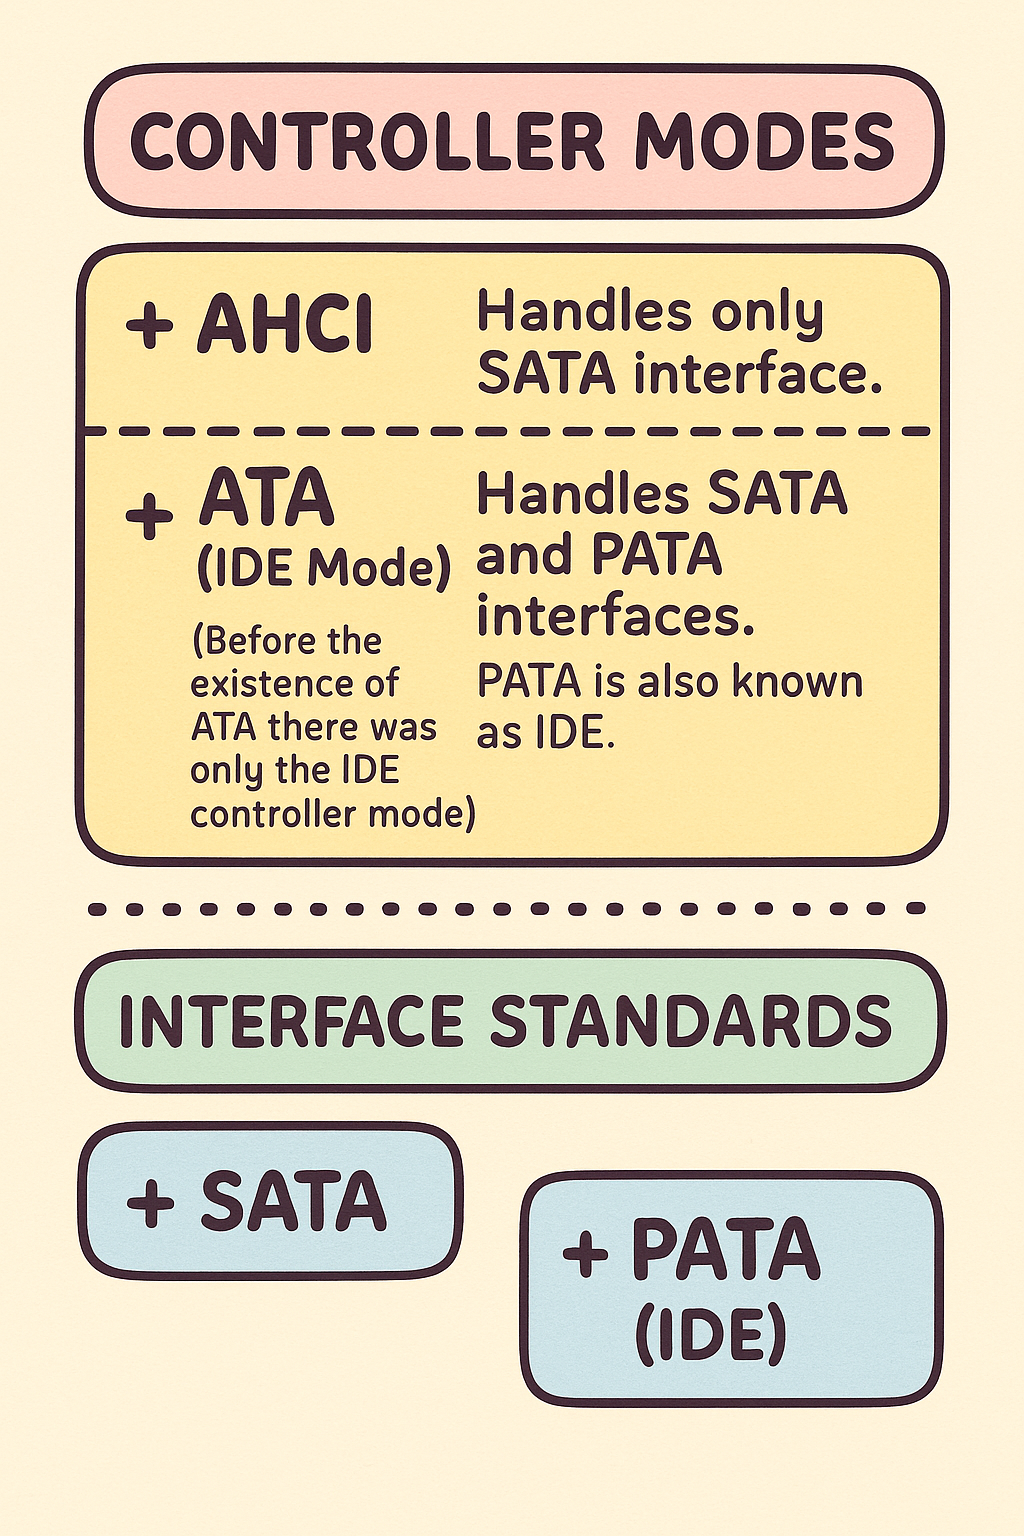 CONTROLLER MODES
+ AHCI
Handles only
SATA interface.
+ ATA
(IDE Mode)
(Before the
existence of
ATA there was
only the IDE
controller mode)
Handles SATA
and PATA
interfaces.
PATA is also known
as IDE.
INTERFACE STANDARDS
+ SATA
+ PATA
(IDE)